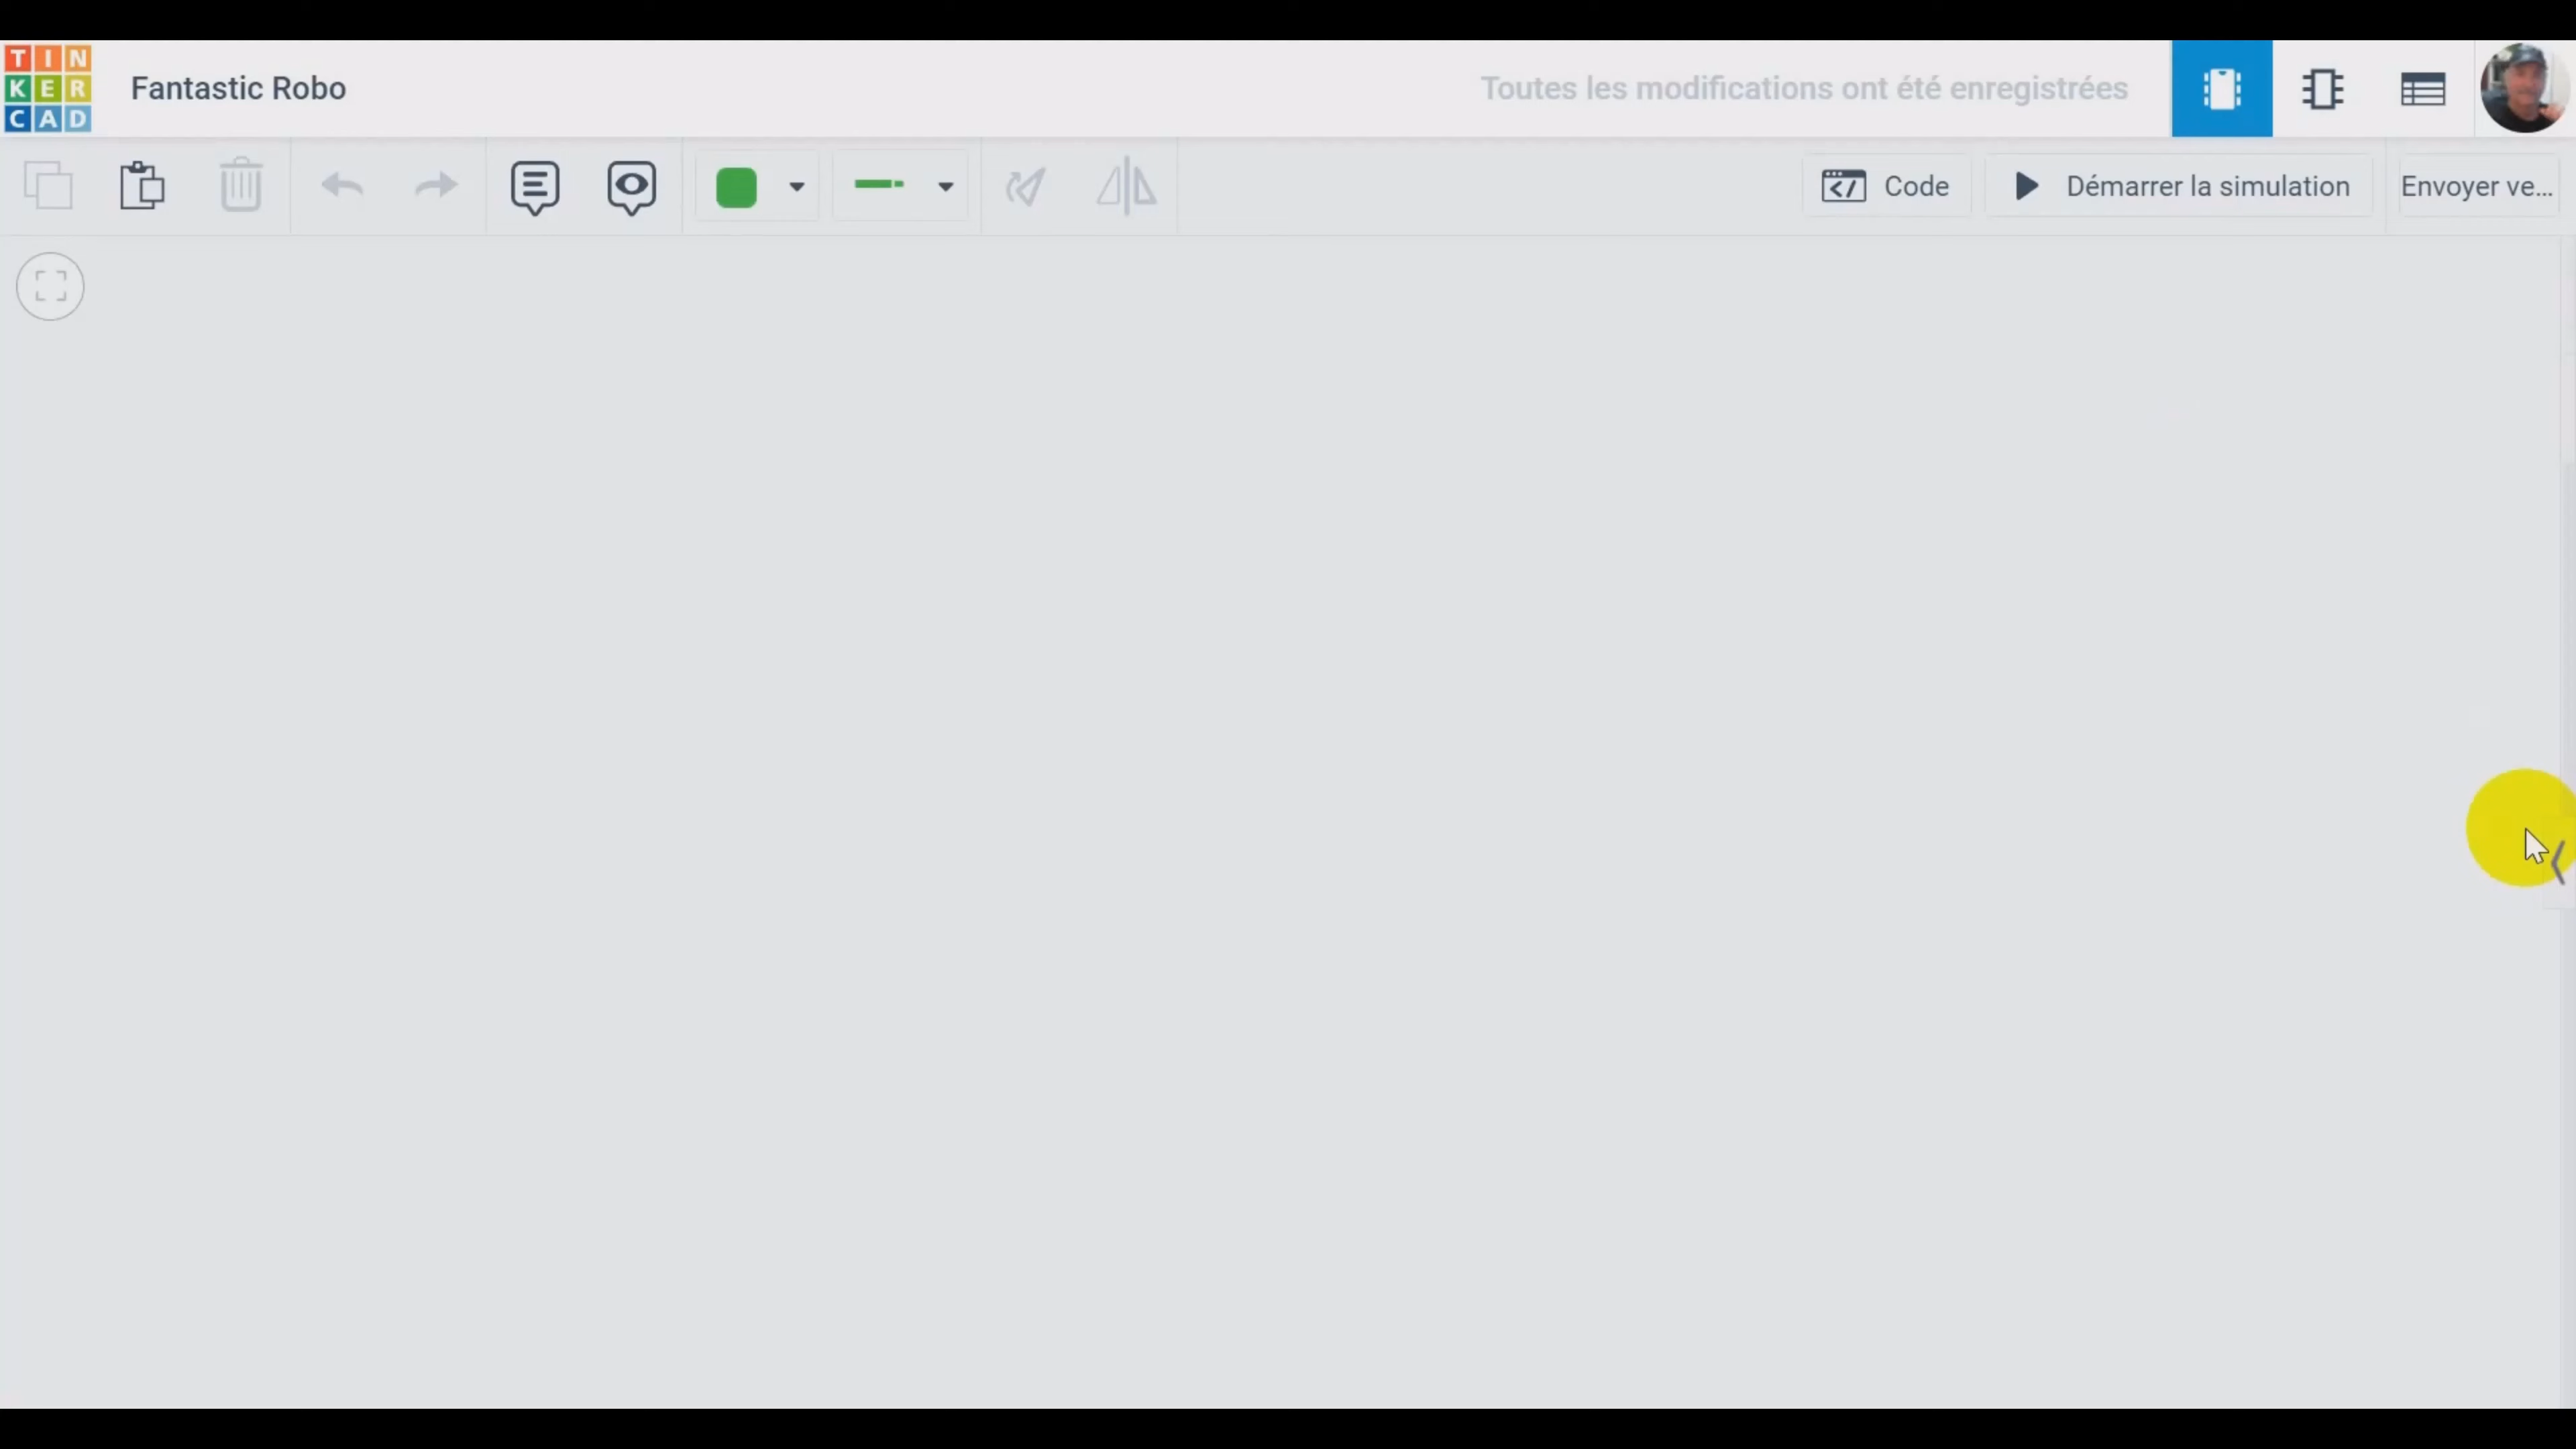 TIN
KER
CAD
Fantastic Robo
Toutes les modifications ont été enregistrées
Code
Démarrer la simulation
Envoyer ve...